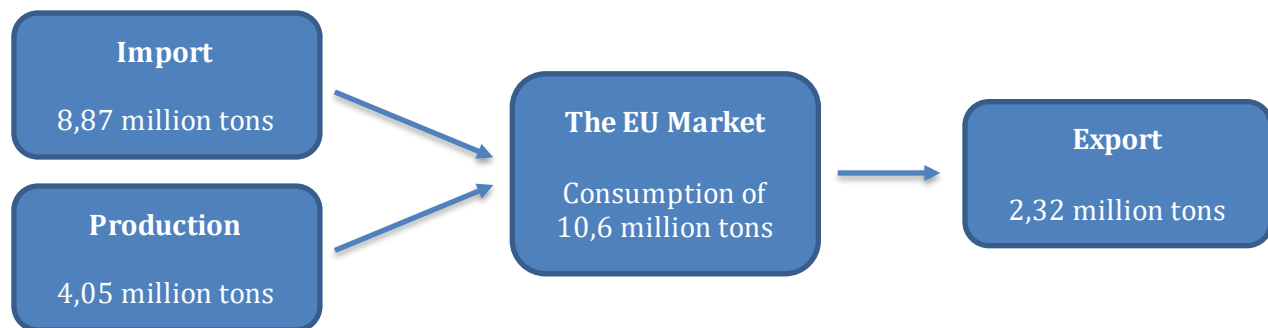 Import
8,87 million tons
Production
4,05 million tons
The EU Market
Consumption of
10,6 million tons
Export
2,32 million tons